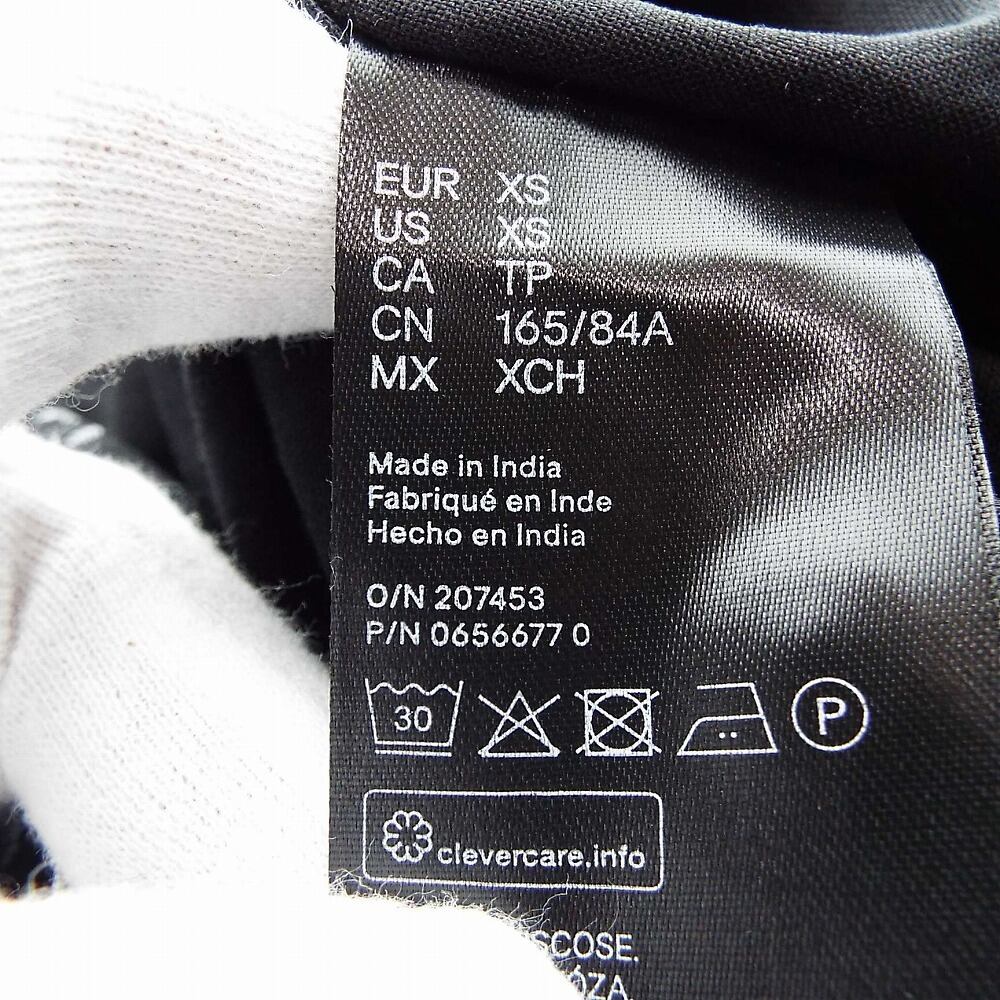 EUR XS
US XS
CA TP
CN 165/84A
MX XCH
Made in India
Fabriqué en Inde
Hecho en India
O/N 207453
P/N 0656677 0
30
P
clevercare.info